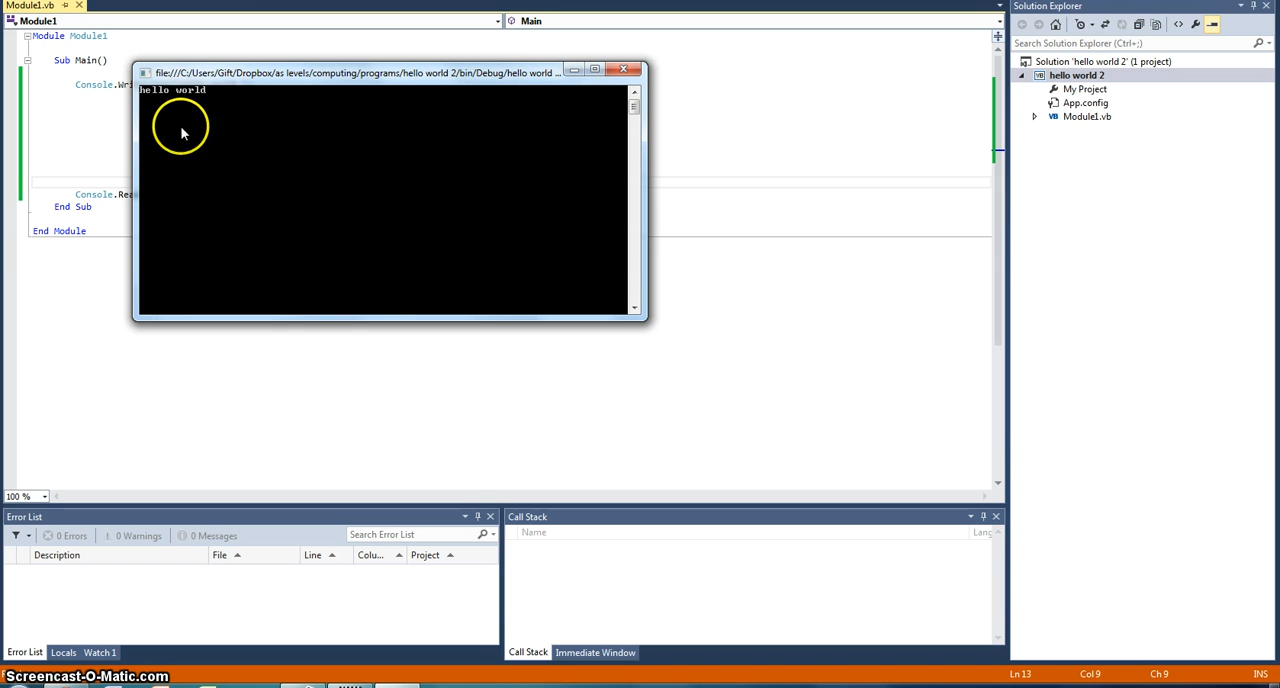 Module1.vb
Solution Explorer
Module1
Main
Module Module1
Search Solution Explorer (Ctrl+;)
Sub Main()
Solution 'hello world 2' (1 project)
file:///C:/Users/Gift/Dropbox/as levels/computing/programs/hello world 2/bin/Debug/hello world ...
hello world 2
Console.Wri
hello world
My Project
App.config
Module1.vb
Console.Rea
End Sub
End Module
100 %
Error List
Call Stack
0 Errors
0 Warnings
0 Messages
Search Error List
Name
Lang
Description
File
Line
Colu...
Project
Error List
Locals
Watch 1
Call Stack
Immediate Window
Screencast-O-Matic.com
Ln 13
Col 9
Ch 9
INS